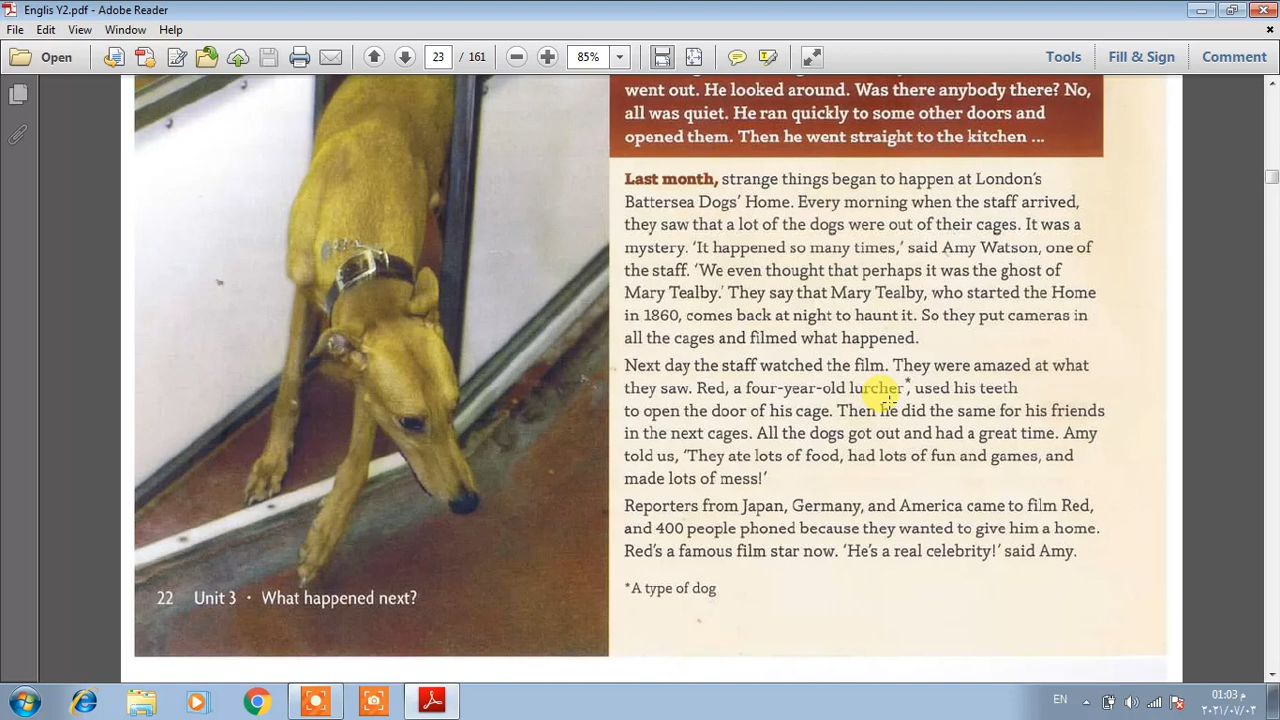 Englis Y2.pdf - Adobe Reader
File Edit View Window Help
Open 23 / 161 85% Tools Fill & Sign Comment
went out. He looked around. Was there anybody there? No,
all was quiet. He ran quickly to some other doors and
opened them. Then he went straight to the kitchen ...
Last month, strange things began to happen at London's
Battersea Dogs' Home. Every morning when the staff arrived,
they saw that a lot of the dogs were out of their cages. It was a
mystery. 'It happened so many times,' said Amy Watson, one of
the staff. 'We even thought that perhaps it was the ghost of
Mary Tealby.' They say that Mary Tealby, who started the Home
in 1860, comes back at night to haunt it. So they put cameras in
all the cages and filmed what happened.
Next day the staff watched the film. They were amazed at what
they saw. Red, a four-year-old lurcher*, used his teeth
to open the door of his cage. Then he did the same for his friends
in the next cages. All the dogs got out and had a great time. Amy
told us, 'They ate lots of food, had lots of fun and games, and
made lots of mess!'
Reporters from Japan, Germany, and America came to film Red,
and 400 people phoned because they wanted to give him a home.
Red's a famous film star now. 'He's a real celebrity!' said Amy.
*A type of dog
22 Unit 3 • What happened next?
EN
01:03 م
٢٠٢١/٠٧/٠٣